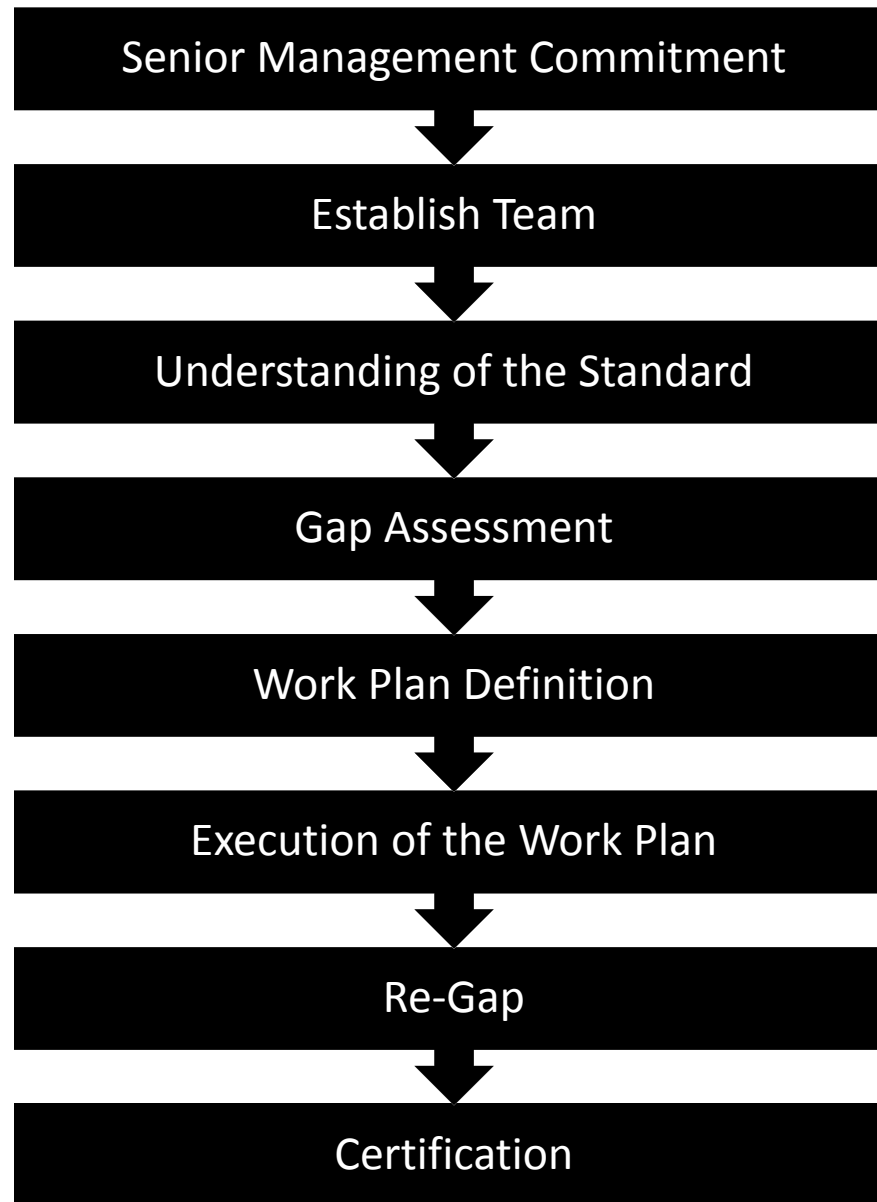 Senior Management Commitment
Establish Team
Understanding of the Standard
Gap Assessment
Work Plan Definition
Execution of the Work Plan
Re-Gap
Certification